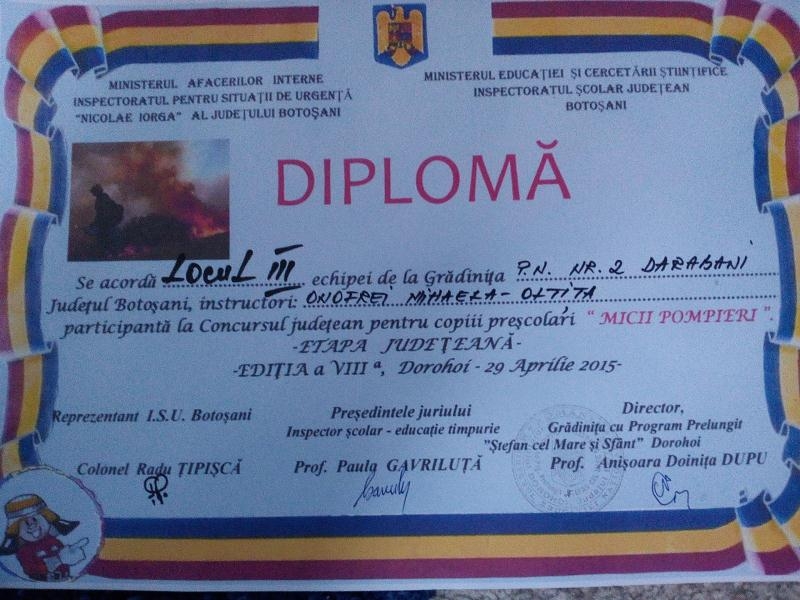 MINISTERUL AFACERILOR INTERNE
INSPECTORATUL PENTRU SITUAȚII DE URGENȚĂ
"NICOLAE IORGA" AL JUDEȚULUI BOTOȘANI
MINISTERUL EDUCAȚIEI ȘI CERCETĂRII ȘTIINȚIFICE
INSPECTORATUL ȘCOLAR JUDEȚEAN
BOTOȘANI
DIPLOMĂ
Se acordă LOCUL III echipei de la Grădinița P.N. NR. 2 DARABANI
Județul Botoșani, instructori: ONOFREI MIHAELA-OLTIȚA
participantă la Concursul județean pentru copiii preșcolari " MICII POMPIERI ".
-ETAPA JUDEȚEANĂ-
-EDIȚIA a VIII ª, Dorohoi - 29 Aprilie 2015-
Reprezentant I.S.U. Botoșani
Colonel Radu ȚIPIȘCĂ
Președintele juriului
Inspector școlar - educație timpurie
Prof. Paula GAVRILUȚĂ
Director,
Grădinița cu Program Prelungit
"Ștefan cel Mare și Sfânt" Dorohoi
Prof. Anișoara Doinița DUPU